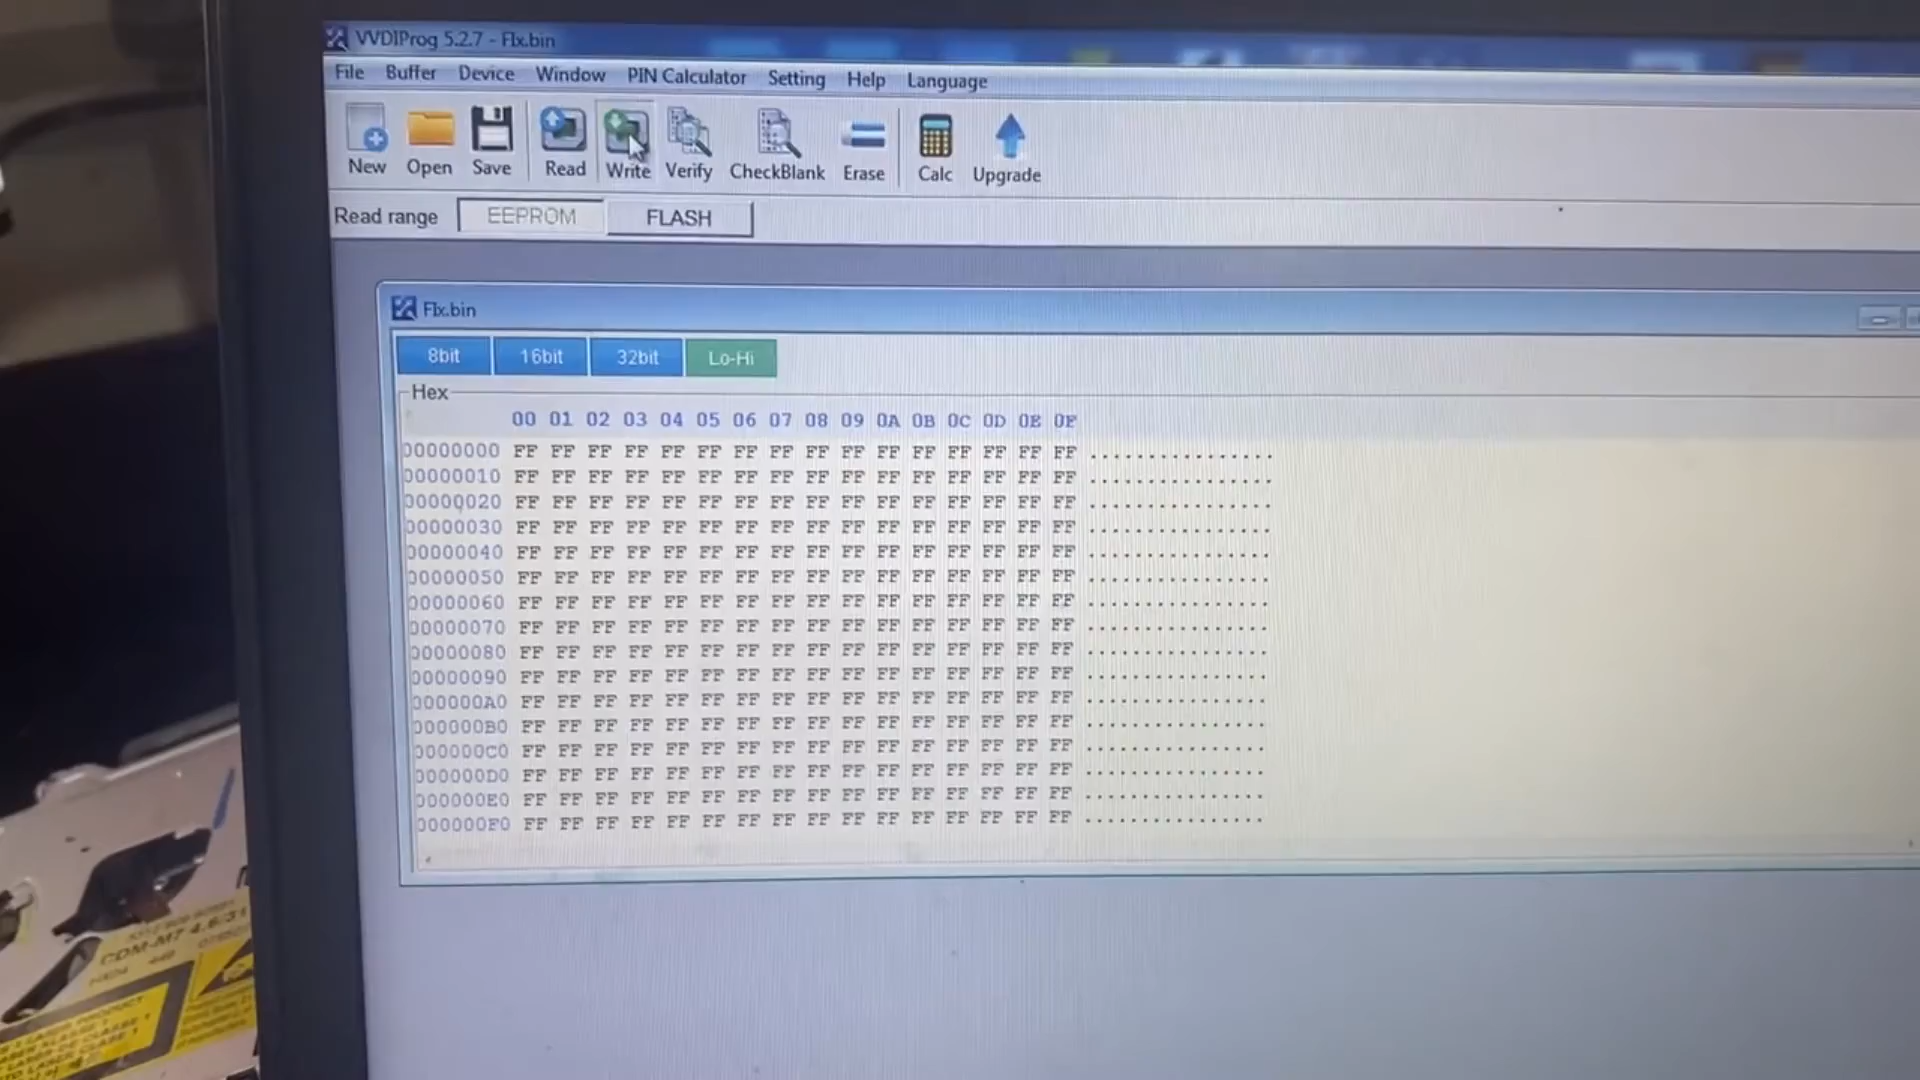 VVDIProg 5.2.7 - Flx.bin
File Buffer Device Window PIN Calculator Setting Help Language
New Open Save Read Write Verify CheckBlank Erase Calc Upgrade
Read range EEPROM FLASH
Flx.bin
8bit 16bit 32bit Lo-Hi
Hex
00 01 02 03 04 05 06 07 08 09 0A 0B 0C 0D 0E 0F
00000000 FF FF FF FF FF FF FF FF FF FF FF FF FF FF FF FF ................
00000010 FF FF FF FF FF FF FF FF FF FF FF FF FF FF FF FF ................
00000020 FF FF FF FF FF FF FF FF FF FF FF FF FF FF FF FF ................
00000030 FF FF FF FF FF FF FF FF FF FF FF FF FF FF FF FF ................
00000040 FF FF FF FF FF FF FF FF FF FF FF FF FF FF FF FF ................
00000050 FF FF FF FF FF FF FF FF FF FF FF FF FF FF FF FF ................
00000060 FF FF FF FF FF FF FF FF FF FF FF FF FF FF FF FF ................
00000070 FF FF FF FF FF FF FF FF FF FF FF FF FF FF FF FF ................
00000080 FF FF FF FF FF FF FF FF FF FF FF FF FF FF FF FF ................
00000090 FF FF FF FF FF FF FF FF FF FF FF FF FF FF FF FF ................
000000A0 FF FF FF FF FF FF FF FF FF FF FF FF FF FF FF FF ................
000000B0 FF FF FF FF FF FF FF FF FF FF FF FF FF FF FF FF ................
000000C0 FF FF FF FF FF FF FF FF FF FF FF FF FF FF FF FF ................
000000D0 FF FF FF FF FF FF FF FF FF FF FF FF FF FF FF FF ................
000000E0 FF FF FF FF FF FF FF FF FF FF FF FF FF FF FF FF ................
000000F0 FF FF FF FF FF FF FF FF FF FF FF FF FF FF FF FF ................
CDM-M7 4.6/31
LASER PRODUCT
LASER KLASSE 1
LASER DE CLASSE 1